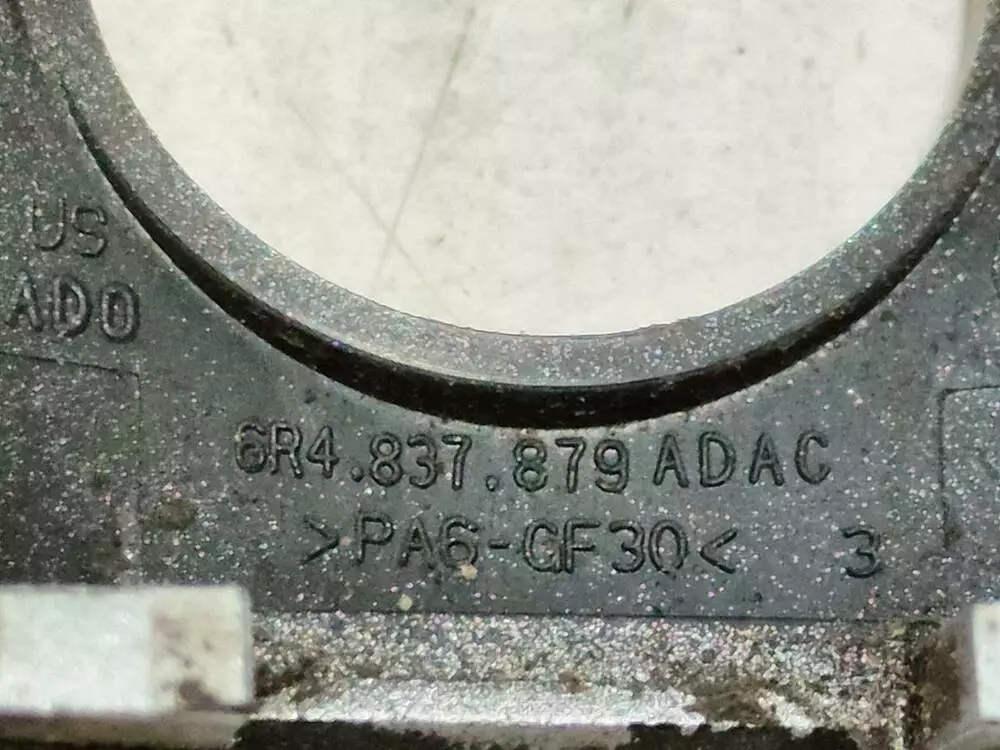 US
ADO
6R4.837.879 ADAC
>PA6-GF30< 3